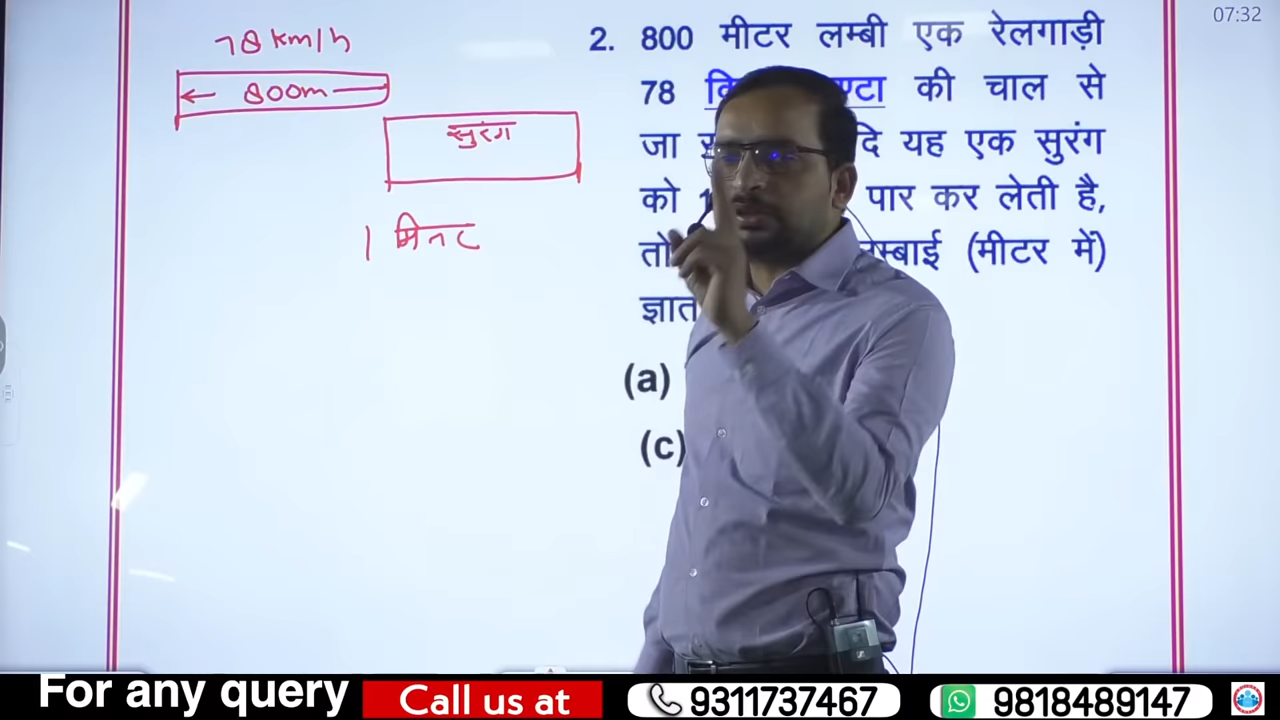 07:32
78 km/h
800m
सुरंग
1 मिनट
2. 800 मीटर लम्बी एक रेलगाड़ी
78 की चाल से
जा यह एक सुरंग
को पार कर लेती है,
(मीटर में)
(a)
(c)
For any query
Call us at
9311737467
9818489147